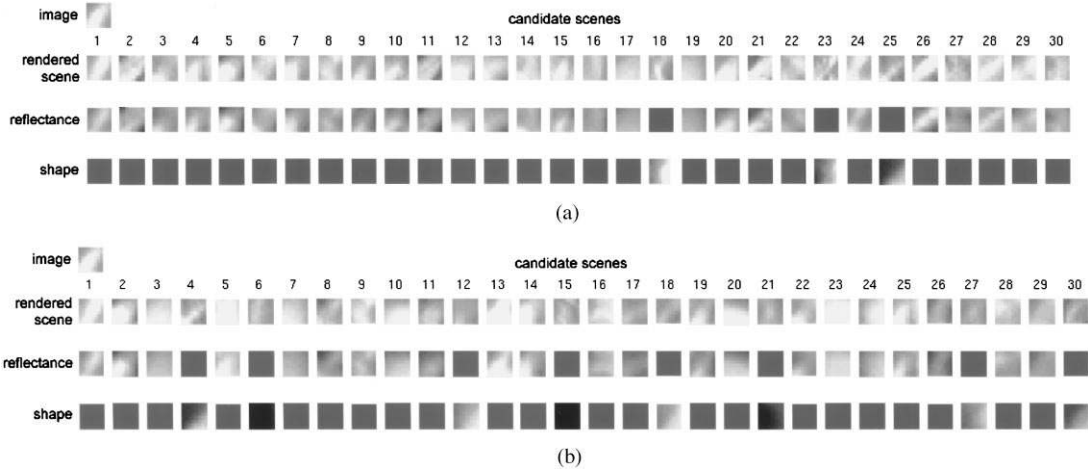 image
candidate scenes
1 2 3 4 5 6 7 8 9 10 11 12 13 14 15 16 17 18 19 20 21 22 23 24 25 26 27 28 29 30
rendered
scene
reflectance
shape
(a)
image
candidate scenes
1 2 3 4 5 6 7 8 9 10 11 12 13 14 15 16 17 18 19 20 21 22 23 24 25 26 27 28 29 30
rendered
scene
reflectance
shape
(b)